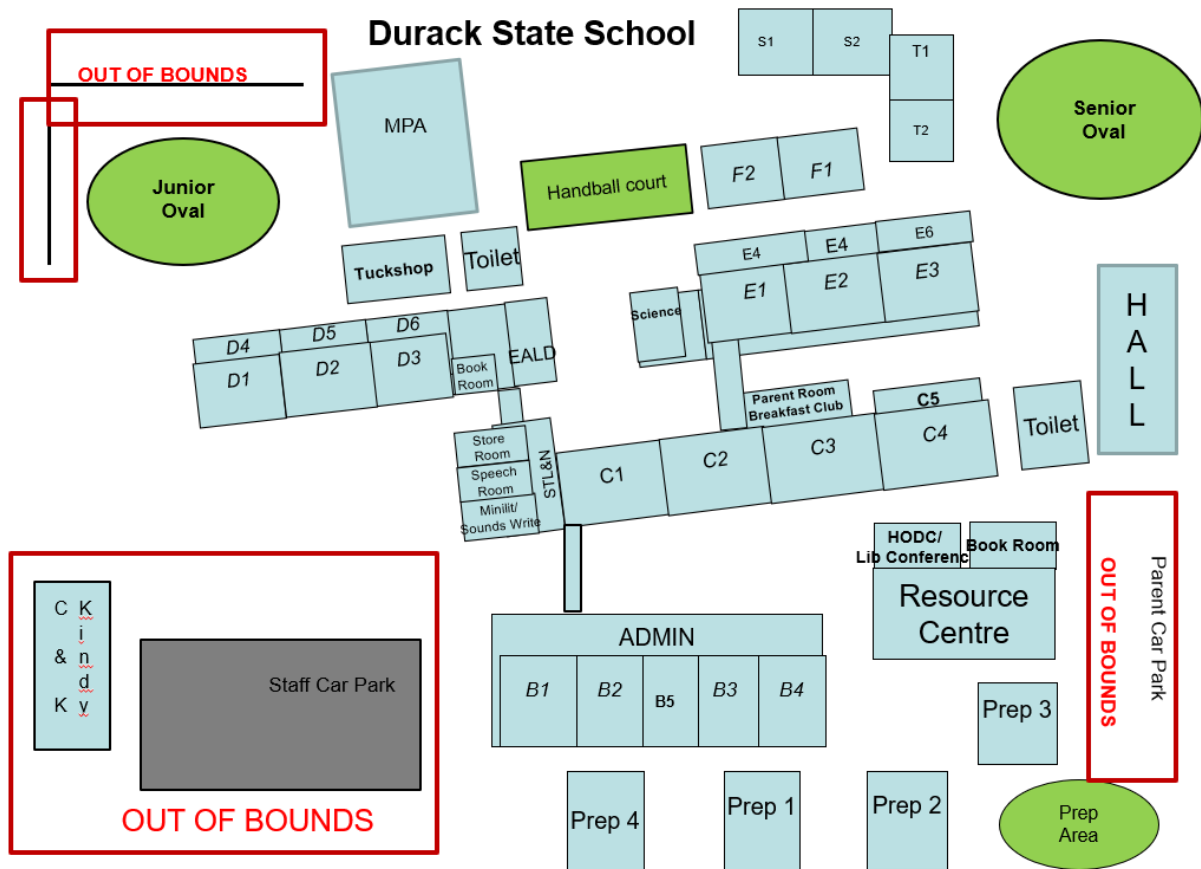 Durack State School
OUT OF BOUNDS
MPA
S1
S2
T1
T2
Senior
Oval
Junior
Oval
Handball court
F2
F1
Tuckshop
Toilet
E4
E4
E6
E1
E2
E3
Science
H
A
L
L
D4
D5
D6
D1
D2
D3
Book
Room
EALD
Parent Room
Breakfast Club
C5
Store
Room
Speech
Room
Minilit/
Sounds Write
STL&N
C1
C2
C3
C4
Toilet
HODC/
Lib Conferenc
Book Room
Resource
Centre
Parent Car Park
OUT OF BOUNDS
C & K
Kindy
Staff Car Park
OUT OF BOUNDS
ADMIN
B1
B2
B5
B3
B4
Prep 3
Prep 4
Prep 1
Prep 2
Prep
Area